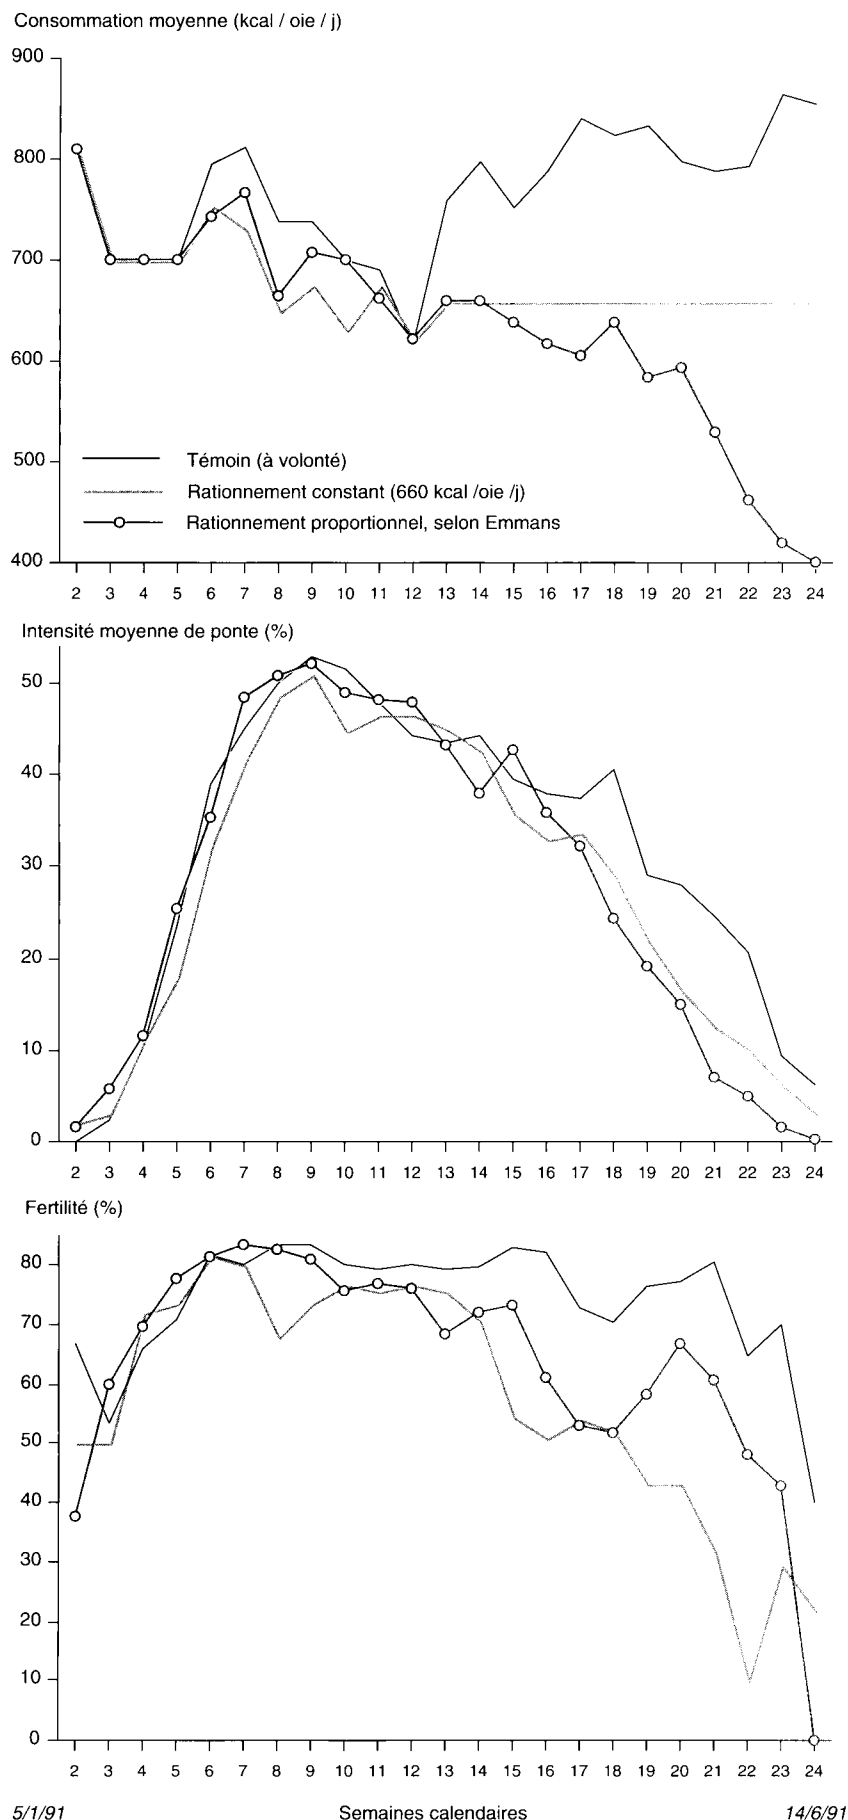 Consommation moyenne (kcal / oie / j)
900
800
700
600
500
400
Témoin (à volonté)
Rationnement constant (660 kcal /oie /j)
Rationnement proportionnel, selon Emmans
2 3 4 5 6 7 8 9 10 11 12 13 14 15 16 17 18 19 20 21 22 23 24
Intensité moyenne de ponte (%)
50
40
30
20
10
0
2 3 4 5 6 7 8 9 10 11 12 13 14 15 16 17 18 19 20 21 22 23 24
Fertilité (%)
80
70
60
50
40
30
20
10
0
2 3 4 5 6 7 8 9 10 11 12 13 14 15 16 17 18 19 20 21 22 23 24
5/1/91 Semaines calendaires 14/6/91